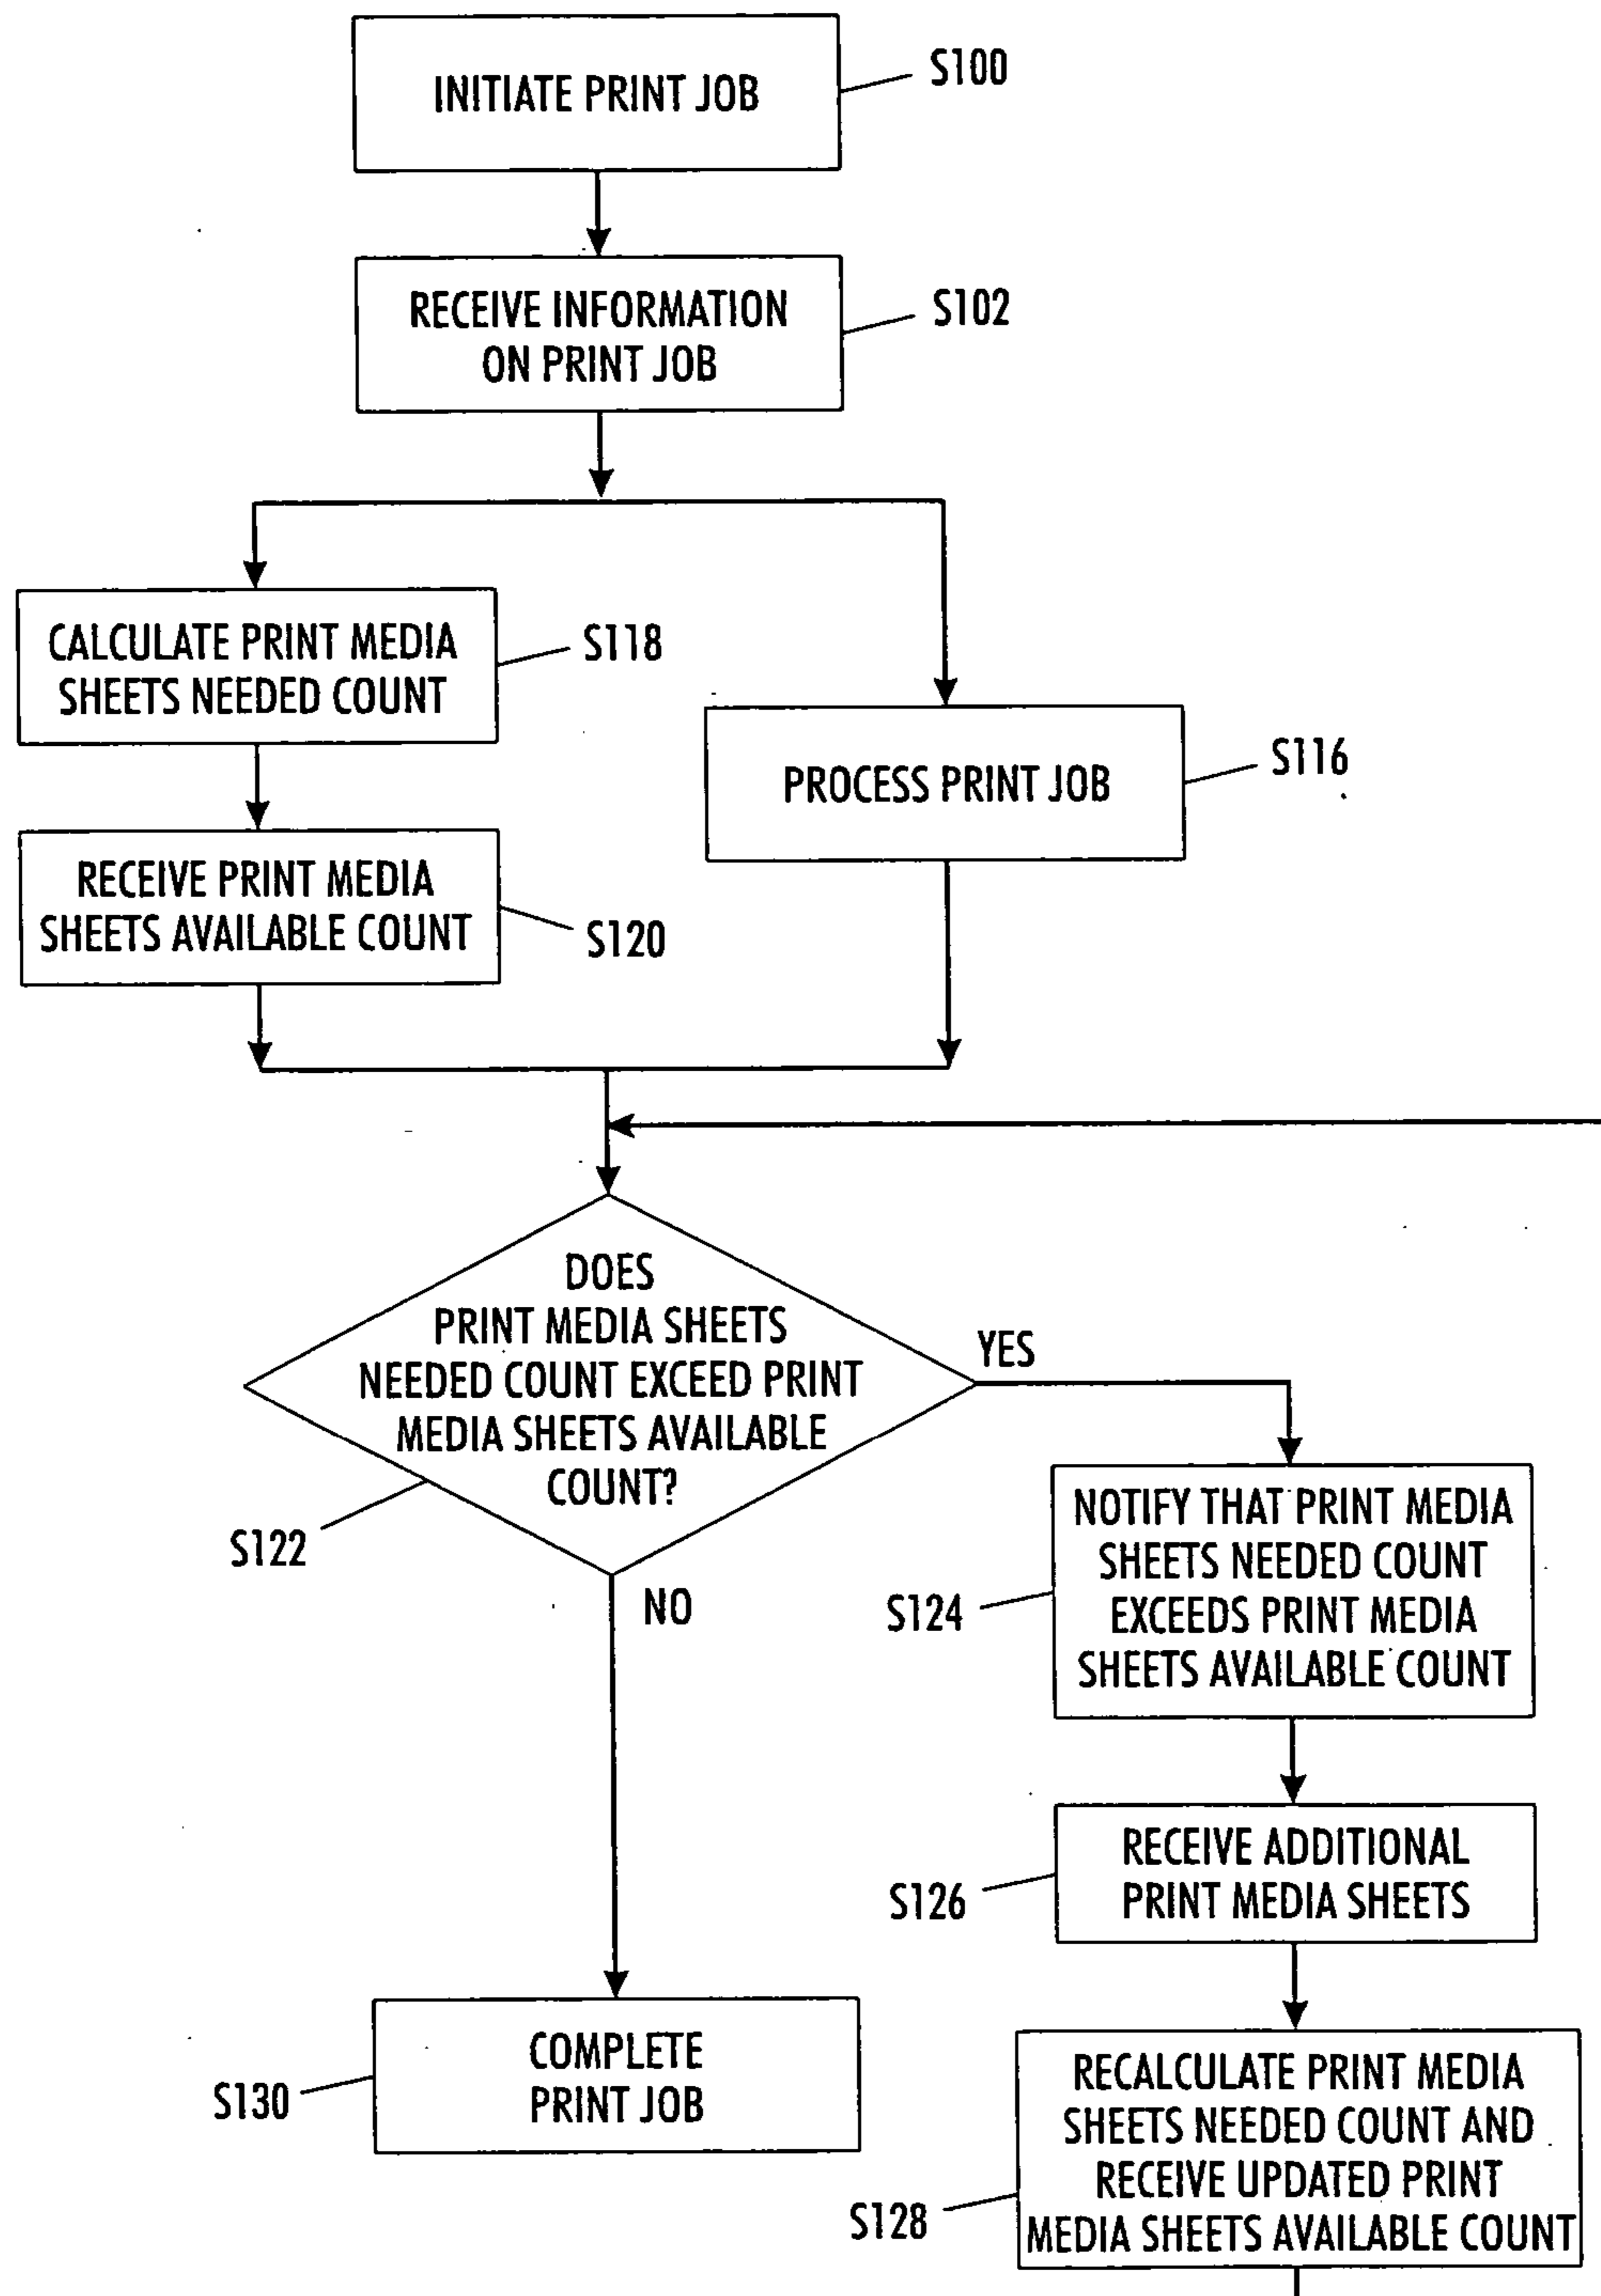 INITIATE PRINT JOB
S100
RECEIVE INFORMATION
ON PRINT JOB
S102
CALCULATE PRINT MEDIA
SHEETS NEEDED COUNT
S118
PROCESS PRINT JOB
S116
RECEIVE PRINT MEDIA
SHEETS AVAILABLE COUNT
S120
DOES
PRINT MEDIA SHEETS
NEEDED COUNT EXCEED PRINT
MEDIA SHEETS AVAILABLE
COUNT?
S122
YES
NO
NOTIFY THAT PRINT MEDIA
SHEETS NEEDED COUNT
EXCEEDS PRINT MEDIA
SHEETS AVAILABLE COUNT
S124
RECEIVE ADDITIONAL
PRINT MEDIA SHEETS
S126
COMPLETE
PRINT JOB
S130
RECALCULATE PRINT MEDIA
SHEETS NEEDED COUNT AND
RECEIVE UPDATED PRINT
MEDIA SHEETS AVAILABLE COUNT
S128